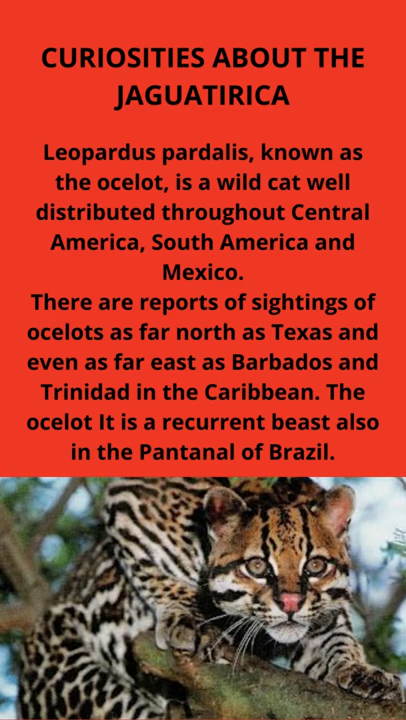 CURIOSITIES ABOUT THE
JAGUATIRICA
Leopardus pardalis, known as
the ocelot, is a wild cat well
distributed throughout Central
America, South America and
Mexico.
There are reports of sightings of
ocelots as far north as Texas and
even as far east as Barbados and
Trinidad in the Caribbean. The
ocelot It is a recurrent beast also
in the Pantanal of Brazil.